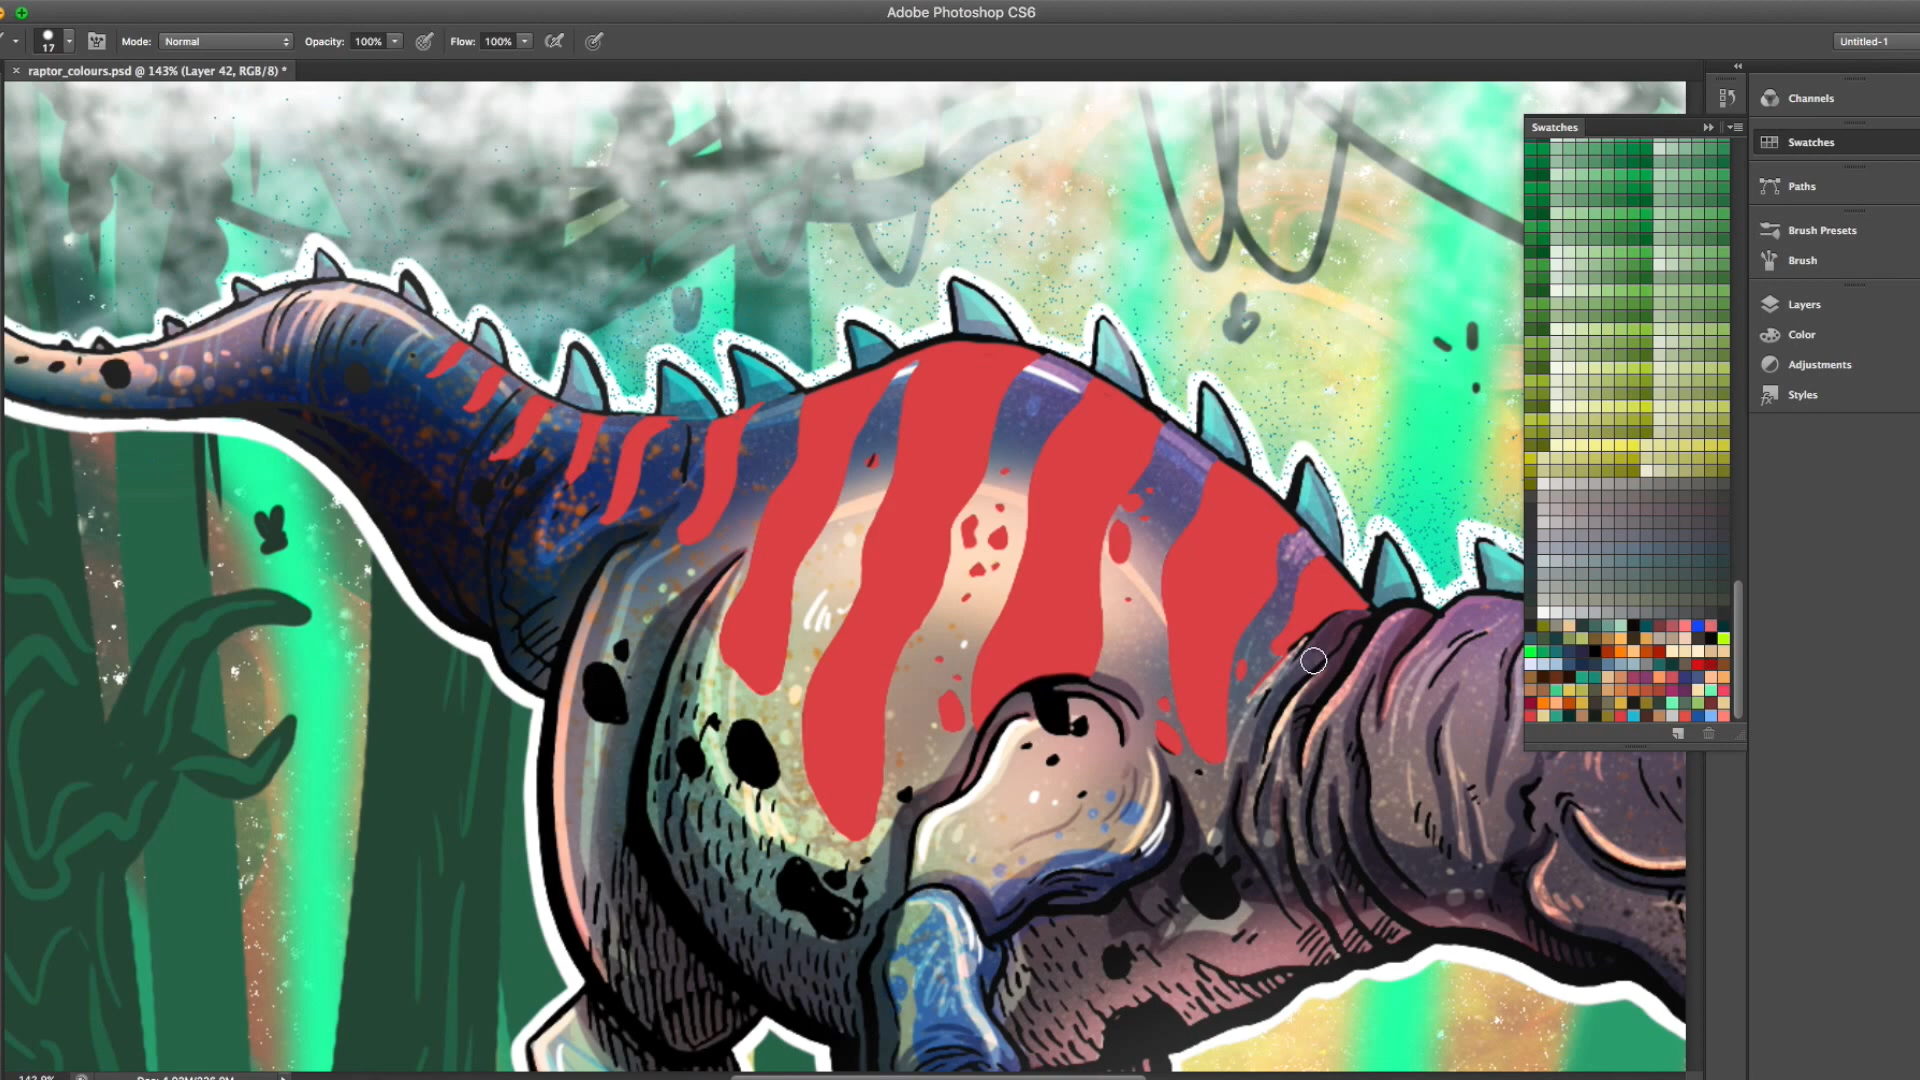 Adobe Photoshop CS6
17 Mode: Normal Opacity: 100% Flow: 100% Untitled-1
× raptor_colours.psd @ 143% (Layer 42, RGB/8) *
Channels
Swatches
Swatches
Paths
Brush Presets
Brush
Layers
Color
Adjustments
Styles